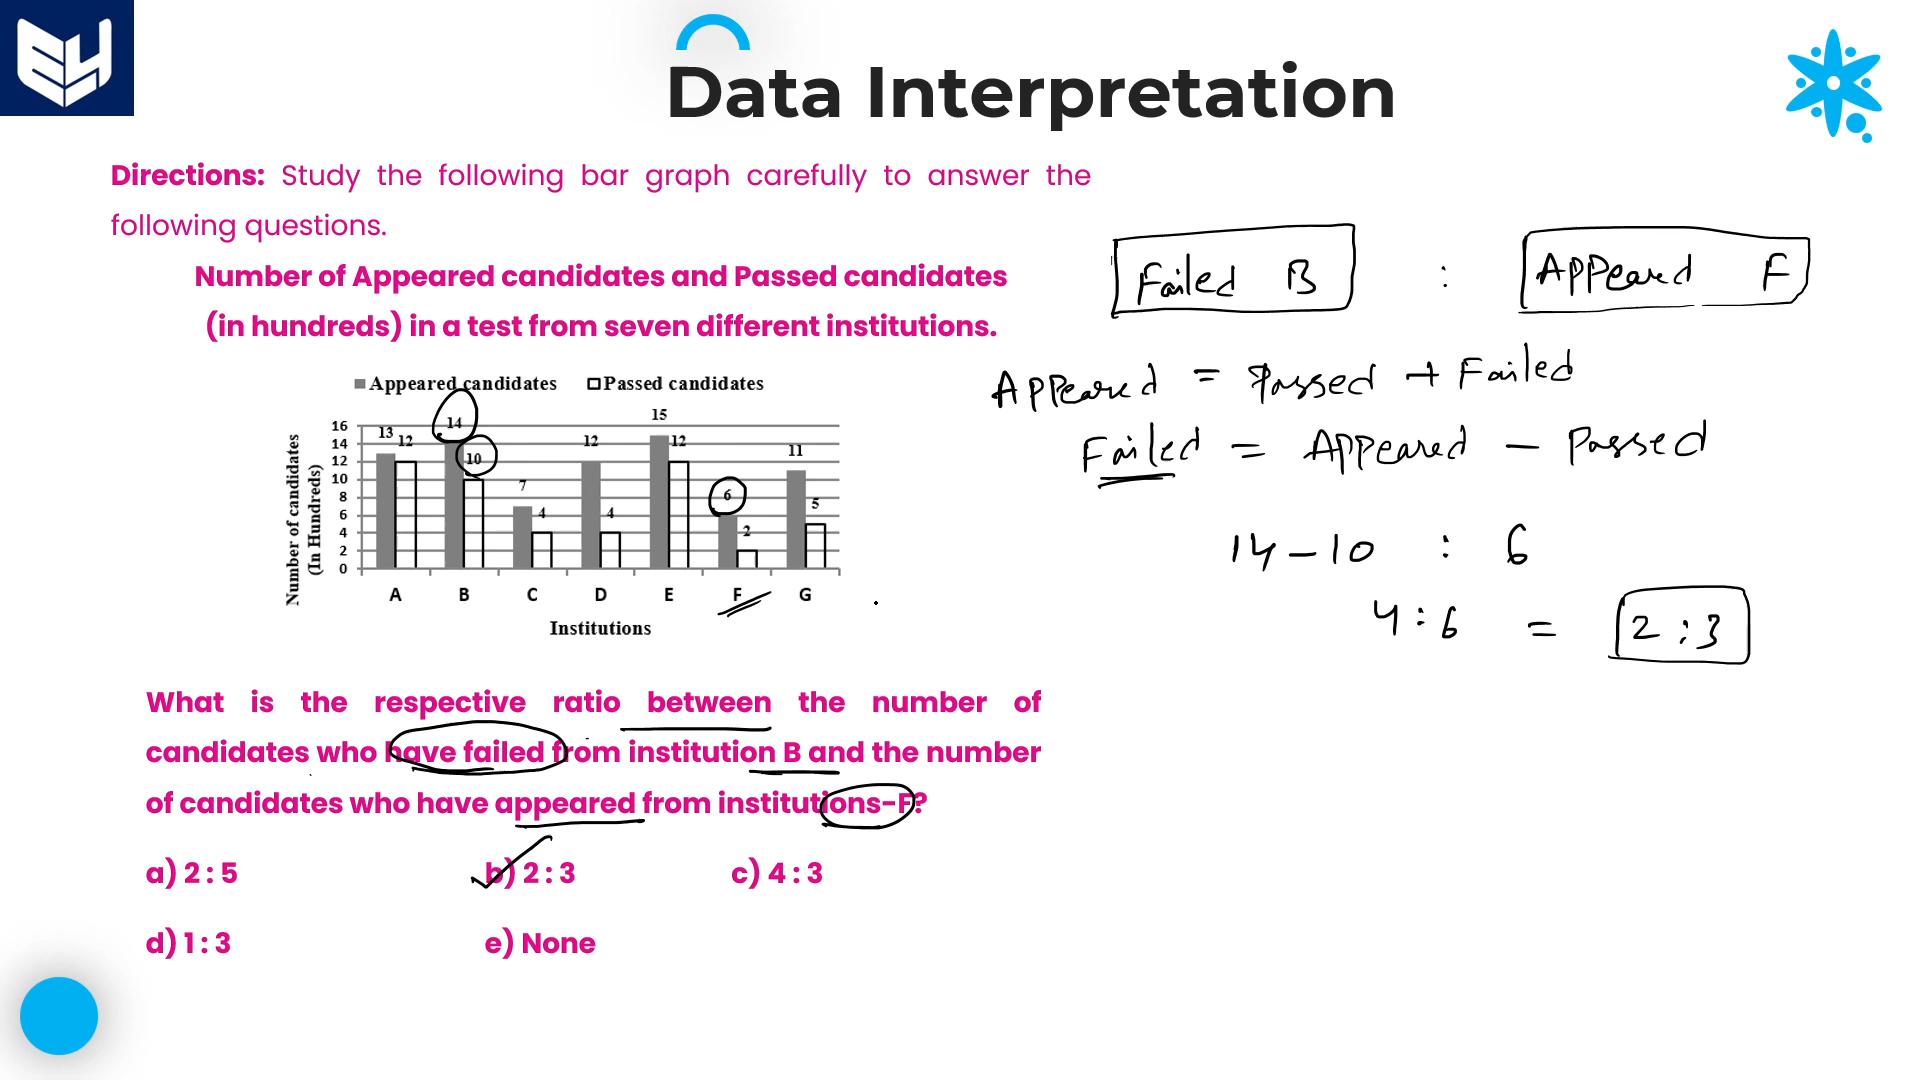 Data Interpretation
Directions: Study the following bar graph carefully to answer the
following questions.
Number of Appeared candidates and Passed candidates
(in hundreds) in a test from seven different institutions.
Appeared candidates Passed candidates
Number of candidates
(In Hundreds)
16
14
12
10
8
6
4
2
0
13 12 14 10 7 4 12 4 15 12 6 2 11 5
A B C D E F G
Institutions
What is the respective ratio between the number of
candidates who have failed from institution B and the number
of candidates who have appeared from institutions-F?
a) 2 : 5 b) 2 : 3 c) 4 : 3
d) 1 : 3 e) None
Failed B : Appeared F
Appeared = Passed + Failed
Failed = Appeared - Passed
14 - 10 : 6
4 : 6 = 2 : 3